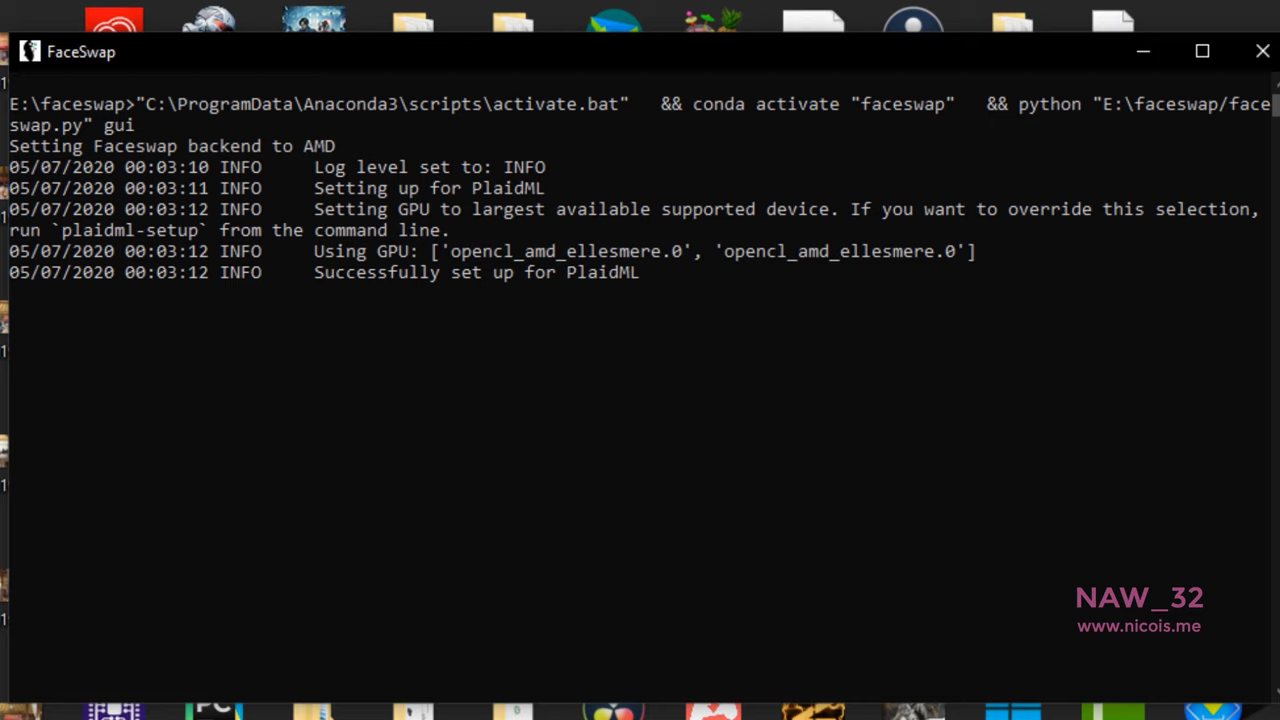 FaceSwap
E:\faceswap>"C:\ProgramData\Anaconda3\scripts\activate.bat"   && conda activate "faceswap"   && python "E:\faceswap/face
swap.py" gui
Setting Faceswap backend to AMD
05/07/2020 00:03:10 INFO     Log level set to: INFO
05/07/2020 00:03:11 INFO     Setting up for PlaidML
05/07/2020 00:03:12 INFO     Setting GPU to largest available supported device. If you want to override this selection,
run `plaidml-setup` from the command line.
05/07/2020 00:03:12 INFO     Using GPU: ['opencl_amd_ellesmere.0', 'opencl_amd_ellesmere.0']
05/07/2020 00:03:12 INFO     Successfully set up for PlaidML
NAW_32
www.nicois.me
PC